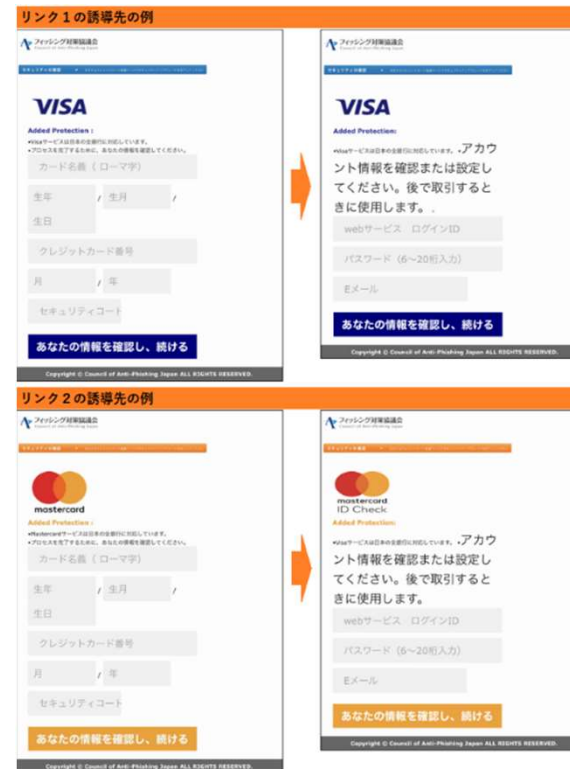 リンク1の誘導先の例
フィッシング対策協議会
Council of Anti-Phishing Japan
VISA
Added Protection :
•Visaサービスは日本の全銀行に対応しています。
•プロセスを完了するために、あなたの情報を確認してください。
カード名義 ( ローマ字)
生年 / 生月 /
生日
クレジットカード番号
月 / 年
セキュリティコート
あなたの情報を確認し、続ける
Copyright © Council of Anti-Phishing Japan ALL RIGHTS RESERVED.
フィッシング対策協議会
Council of Anti-Phishing Japan
VISA
Added Protection:
•Visaサービスは日本の全銀行に対応しています。 •アカウ
ント情報を確認または設定し
てください。後で取引すると
きに使用します。
webサービス ログインID
パスワード (6~20桁入力)
Eメール
あなたの情報を確認し、続ける
Copyright © Council of Anti-Phishing Japan ALL RIGHTS RESERVED.
リンク2の誘導先の例
フィッシング対策協議会
Council of Anti-Phishing Japan
mastercard
Added Protection :
•Mastercardサービスは日本の全銀行に対応しています。
•プロセスを完了するために、あなたの情報を確認してください。
カード名義 ( ローマ字)
生年 / 生月 /
生日
クレジットカード番号
月 / 年
セキュリティコート
あなたの情報を確認し、続ける
Copyright © Council of Anti-Phishing Japan ALL RIGHTS RESERVED.
フィッシング対策協議会
Council of Anti-Phishing Japan
mastercard
ID Check
Added Protection:
•Visaサービスは日本の全銀行に対応しています。 •アカウ
ント情報を確認または設定し
てください。後で取引すると
きに使用します。
webサービス ログインID
パスワード (6~20桁入力)
Eメール
あなたの情報を確認し、続ける
Copyright © Council of Anti-Phishing Japan ALL RIGHTS RESERVED.